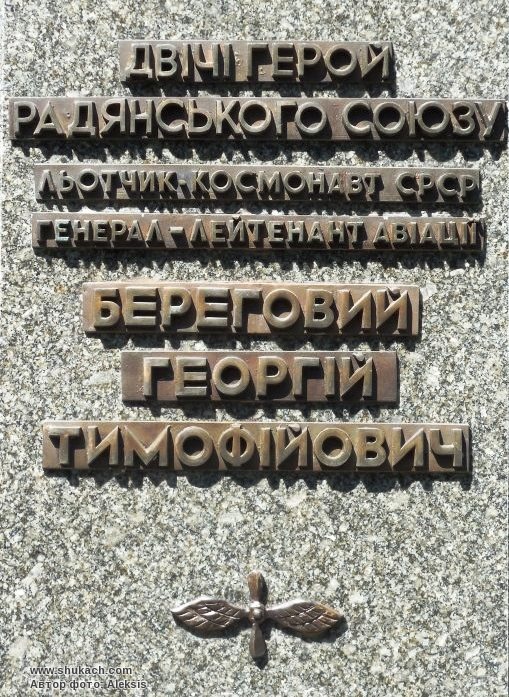 ДВІЧІ ГЕРОЙ
РАДЯНСЬКОГО СОЮЗУ
ЛЬОТЧИК-КОСМОНАВТ СРСР
ГЕНЕРАЛ-ЛЕЙТЕНАНТ АВІАЦІЇ
БЕРЕГОВИЙ
ГЕОРГІЙ
ТИМОФІЙОВИЧ
www.shukach.com
Автор фото: Aleksis